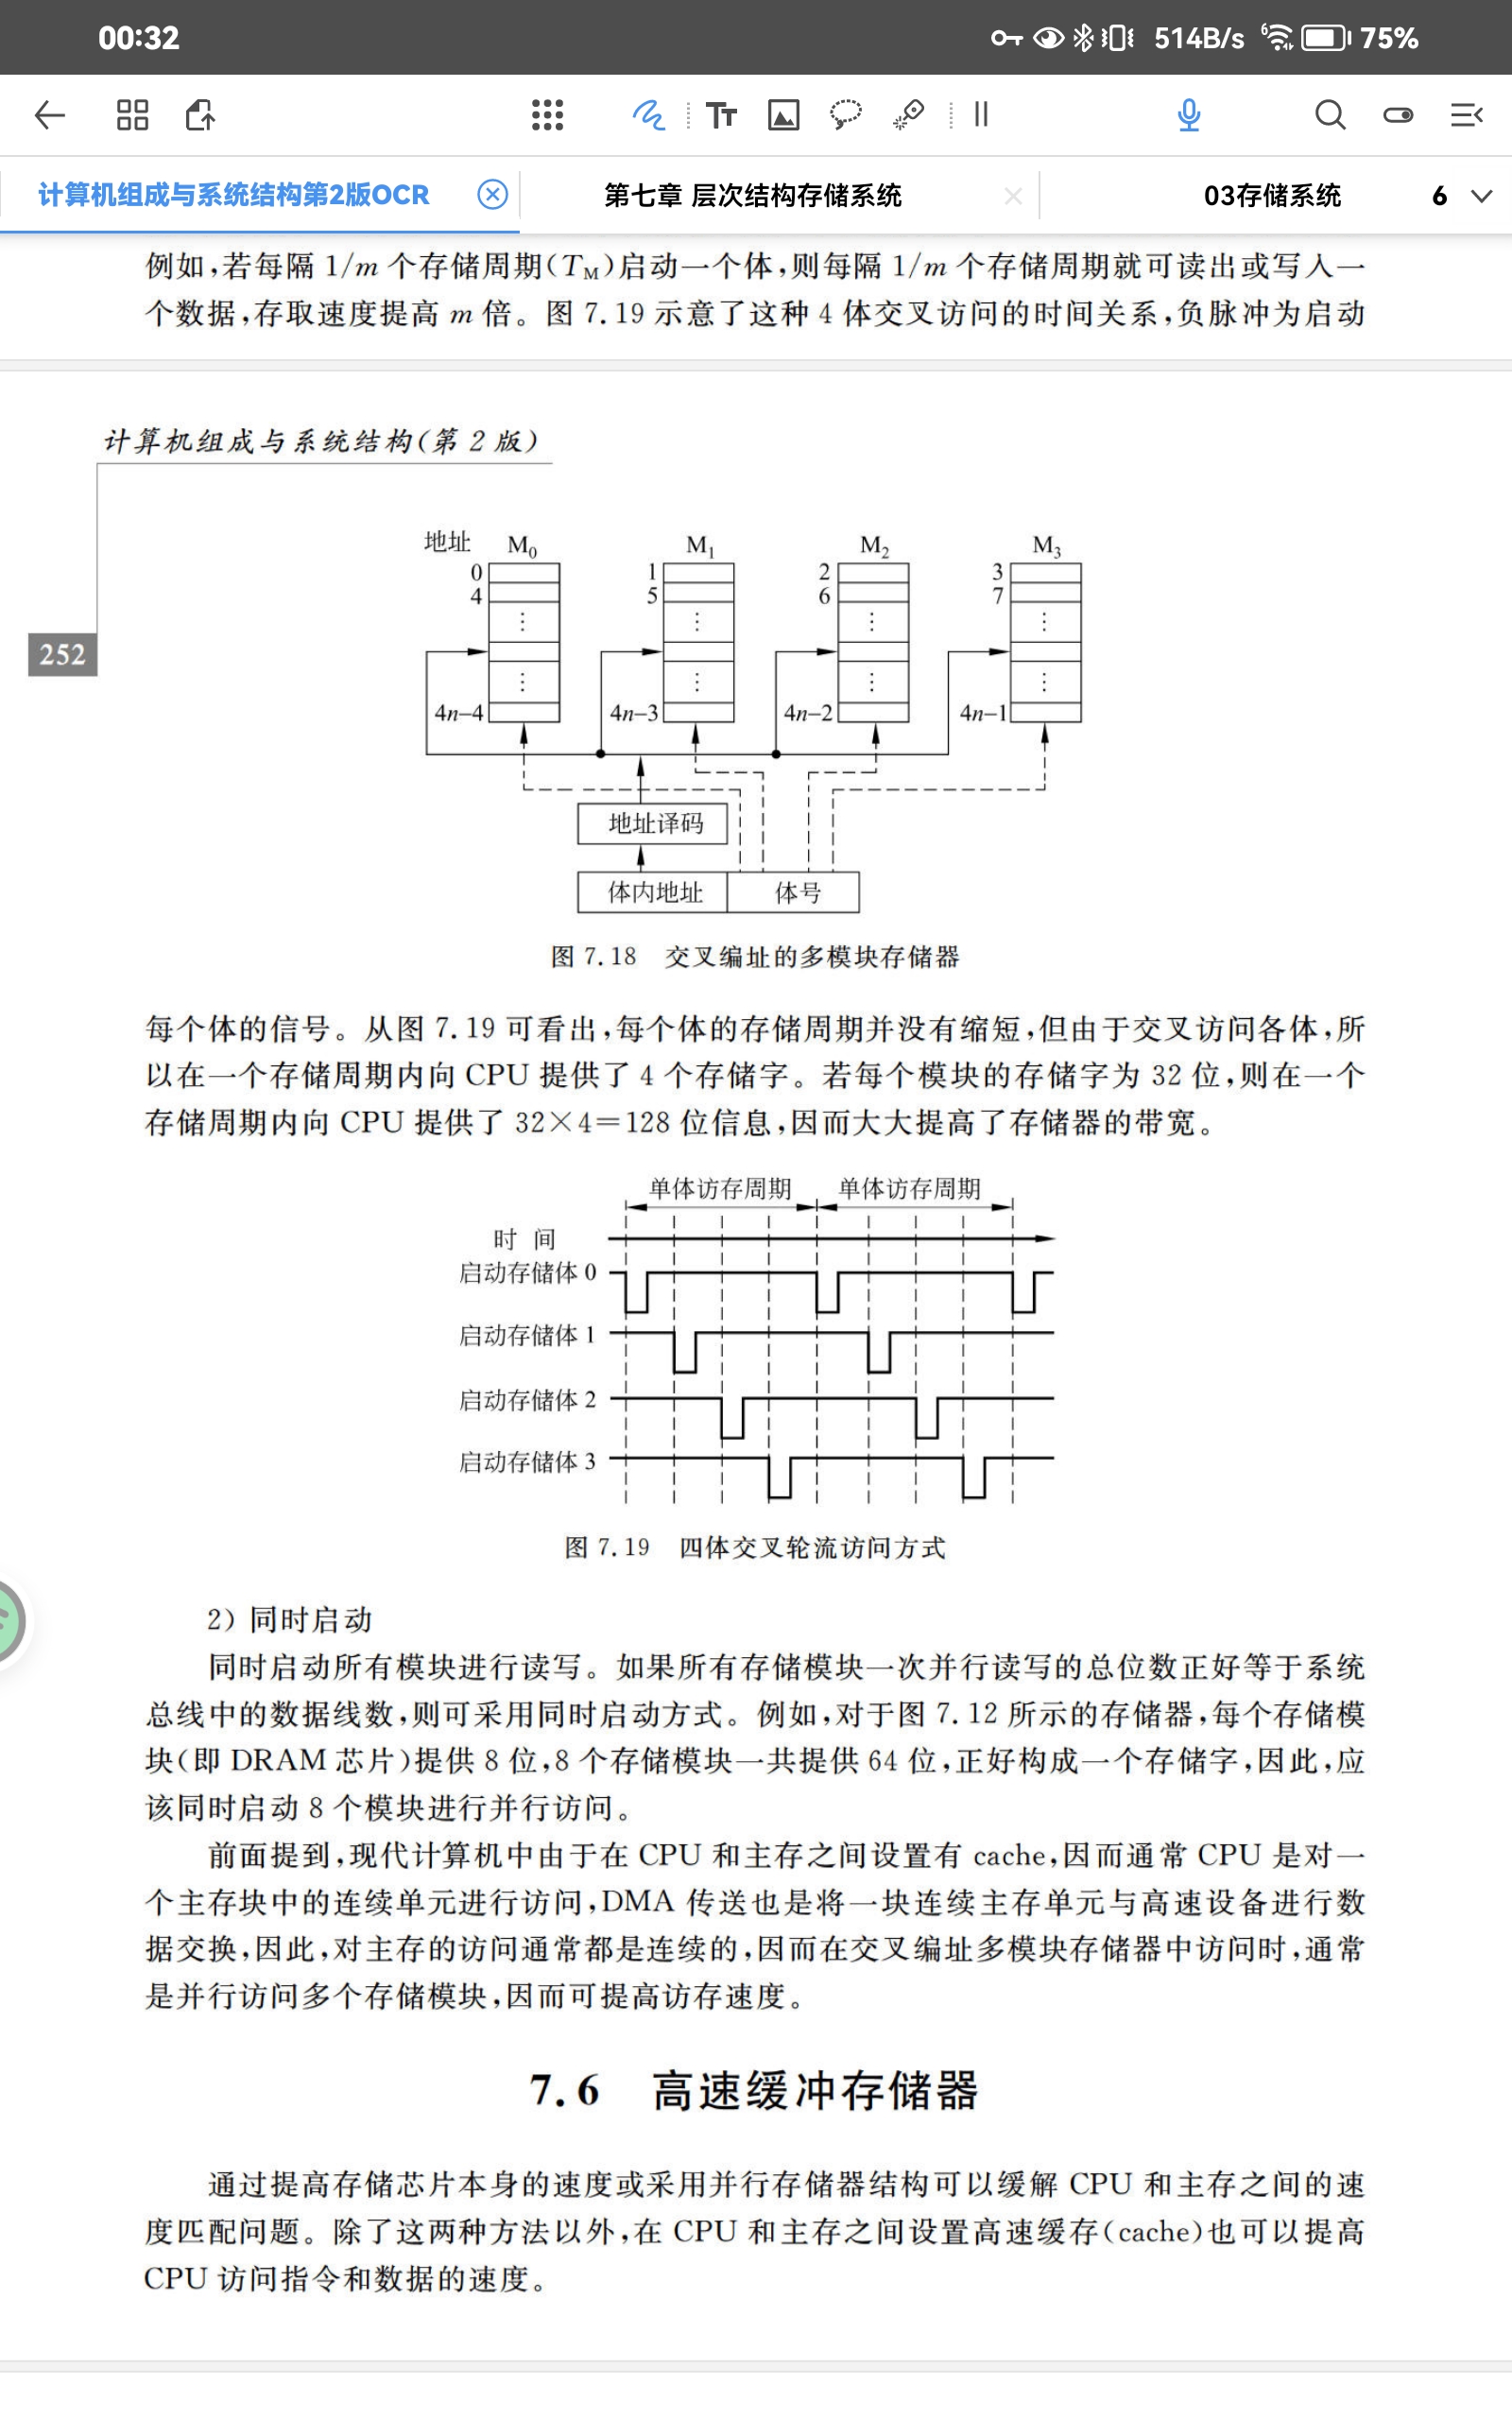 00:32 514B/s 6 75%
计算机组成与系统结构第2版OCR 第七章 层次结构存储系统 03存储系统 6
例如,若每隔 1/m 个存储周期(TM)启动一个体,则每隔 1/m 个存储周期就可读出或写入一
个数据,存取速度提高 m 倍。图 7.19 示意了这种 4 体交叉访问的时间关系,负脉冲为启动
计算机组成与系统结构(第 2 版)
252
地址 M0 M1 M2 M3
0 1 2 3
4 5 6 7
⋮ ⋮ ⋮ ⋮
⋮ ⋮ ⋮ ⋮
4n−4 4n−3 4n−2 4n−1
地址译码
体内地址 体号
图 7.18 交叉编址的多模块存储器
每个体的信号。从图 7.19 可看出,每个体的存储周期并没有缩短,但由于交叉访问各体,所
以在一个存储周期内向 CPU 提供了 4 个存储字。若每个模块的存储字为 32 位,则在一个
存储周期内向 CPU 提供了 32×4=128 位信息,因而大大提高了存储器的带宽。
单体访存周期 单体访存周期
时 间
启动存储体 0
启动存储体 1
启动存储体 2
启动存储体 3
图 7.19 四体交叉轮流访问方式
2) 同时启动
同时启动所有模块进行读写。如果所有存储模块一次并行读写的总位数正好等于系统
总线中的数据线数,则可采用同时启动方式。例如,对于图 7.12 所示的存储器,每个存储模
块(即 DRAM 芯片)提供 8 位,8 个存储模块一共提供 64 位,正好构成一个存储字,因此,应
该同时启动 8 个模块进行并行访问。
前面提到,现代计算机中由于在 CPU 和主存之间设置有 cache,因而通常 CPU 是对一
个主存块中的连续单元进行访问,DMA 传送也是将一块连续主存单元与高速设备进行数
据交换,因此,对主存的访问通常都是连续的,因而在交叉编址多模块存储器中访问时,通常
是并行访问多个存储模块,因而可提高访存速度。
7.6 高速缓冲存储器
通过提高存储芯片本身的速度或采用并行存储器结构可以缓解 CPU 和主存之间的速
度匹配问题。除了这两种方法以外,在 CPU 和主存之间设置高速缓存(cache)也可以提高
CPU 访问指令和数据的速度。